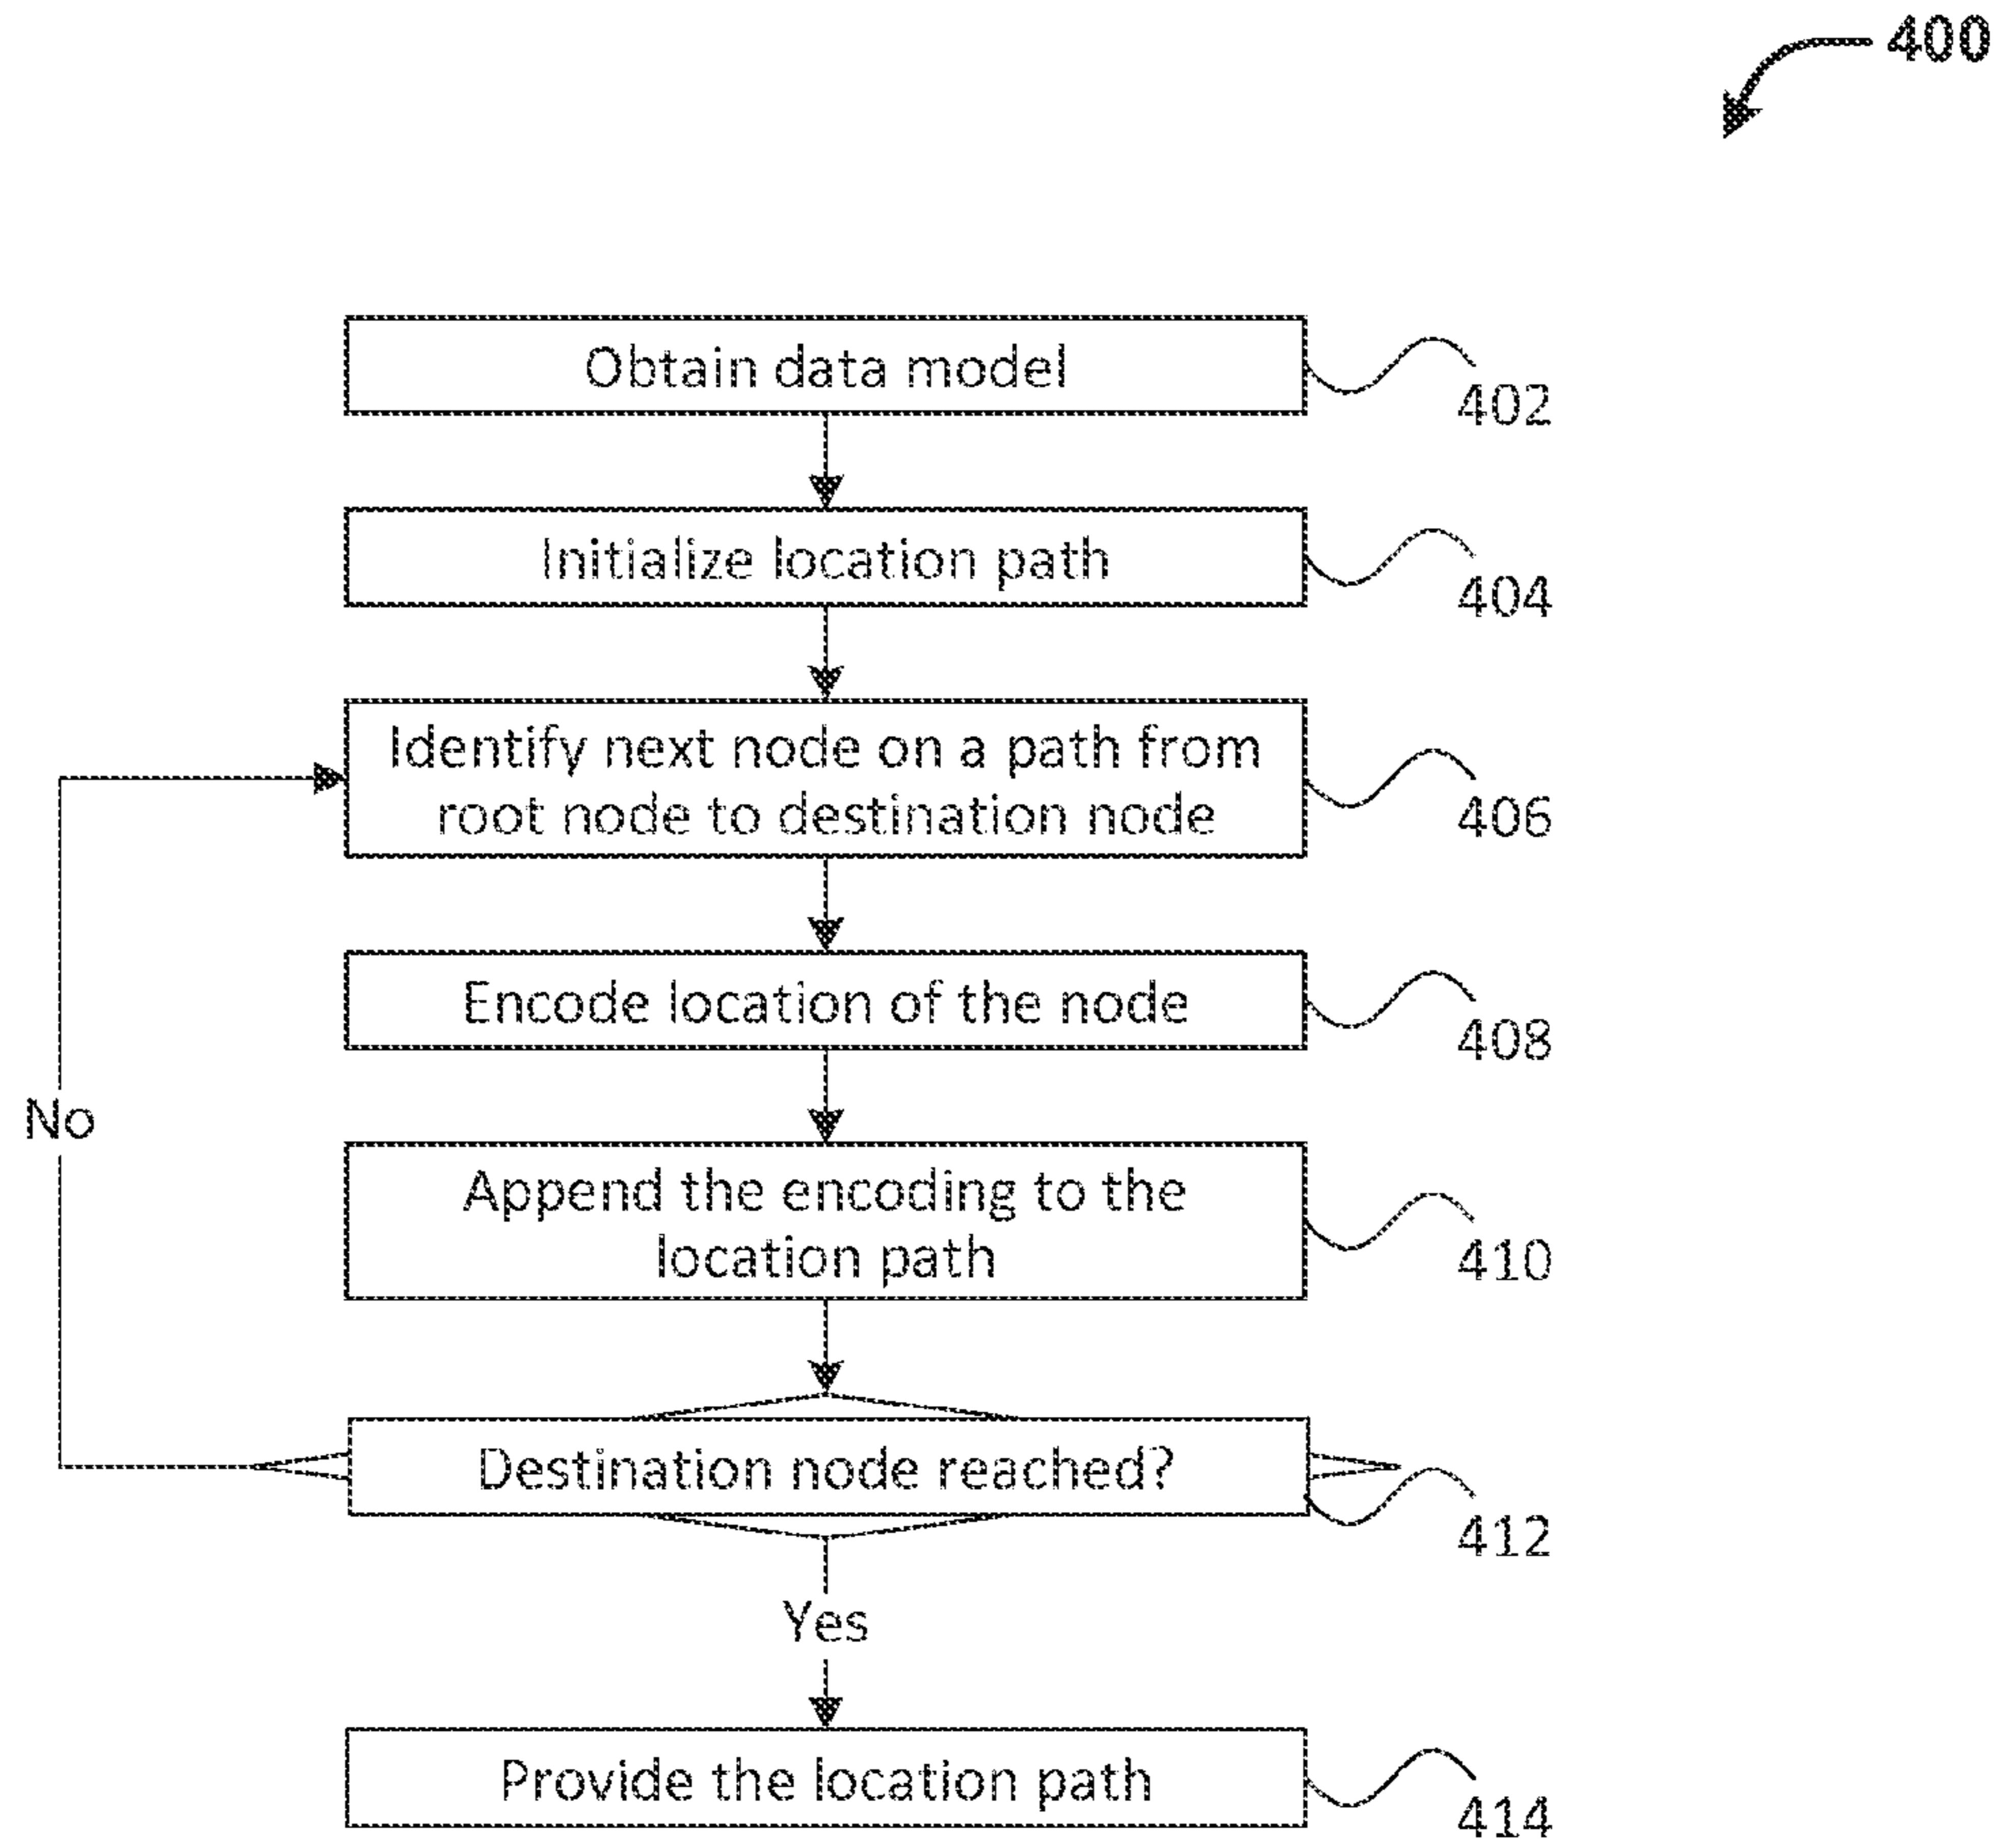 400
Obtain data model
402
Initialize location path
404
Identify next node on a path from
root node to destination node
406
Encode location of the node
408
No
Append the encoding to the
location path
410
Destination node reached?
412
Yes
Provide the location path
414